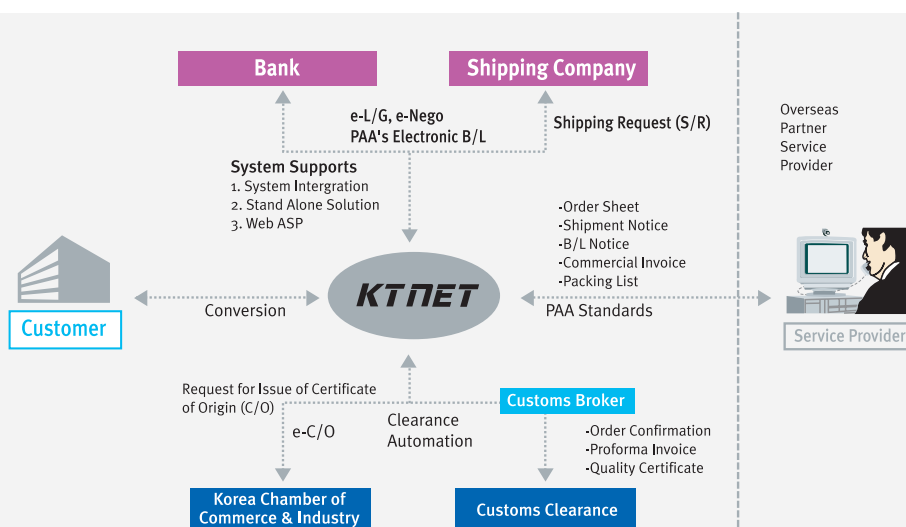 Bank
Shipping Company
e-L/G, e-Nego
PAA's Electronic B/L
Shipping Request (S/R)
Overseas
Partner
Service
Provider
System Supports
1. System Intergration
2. Stand Alone Solution
3. Web ASP
-Order Sheet
-Shipment Notice
-B/L Notice
-Commercial Invoice
-Packing List
KTNET
Customer
Conversion
PAA Standards
Service Provider
Request for Issue of Certificate
of Origin (C/O)
e-C/O
Clearance
Automation
Customs Broker
-Order Confirmation
-Proforma Invoice
-Quality Certificate
Korea Chamber of
Commerce & Industry
Customs Clearance